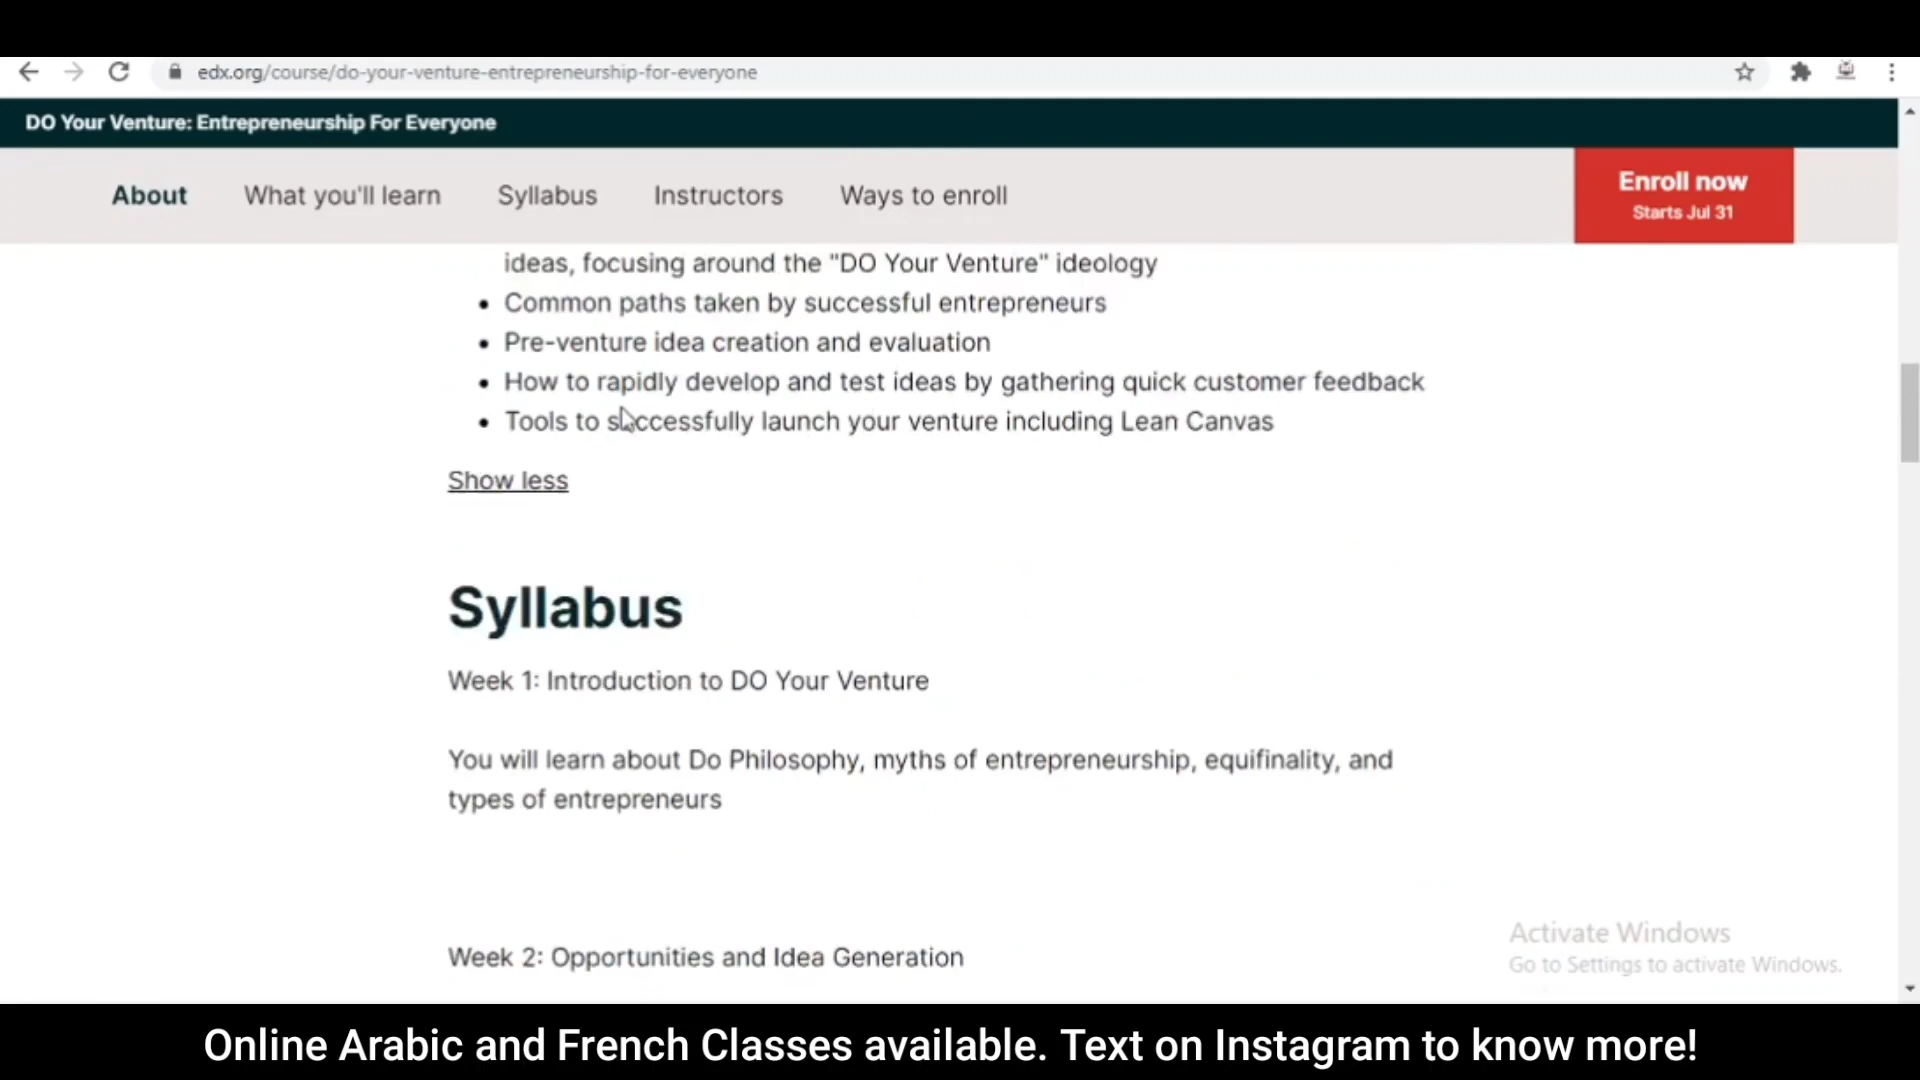 edx.org/course/do-your-venture-entrepreneurship-for-everyone
DO Your Venture: Entrepreneurship For Everyone
About What you'll learn Syllabus Instructors Ways to enroll
Enroll now
Starts Jul 31
ideas, focusing around the "DO Your Venture" ideology
• Common paths taken by successful entrepreneurs
• Pre-venture idea creation and evaluation
• How to rapidly develop and test ideas by gathering quick customer feedback
• Tools to successfully launch your venture including Lean Canvas
Show less
Syllabus
Week 1: Introduction to DO Your Venture
You will learn about Do Philosophy, myths of entrepreneurship, equifinality, and
types of entrepreneurs
Week 2: Opportunities and Idea Generation
Activate Windows
Go to Settings to activate Windows.
Online Arabic and French Classes available. Text on Instagram to know more!